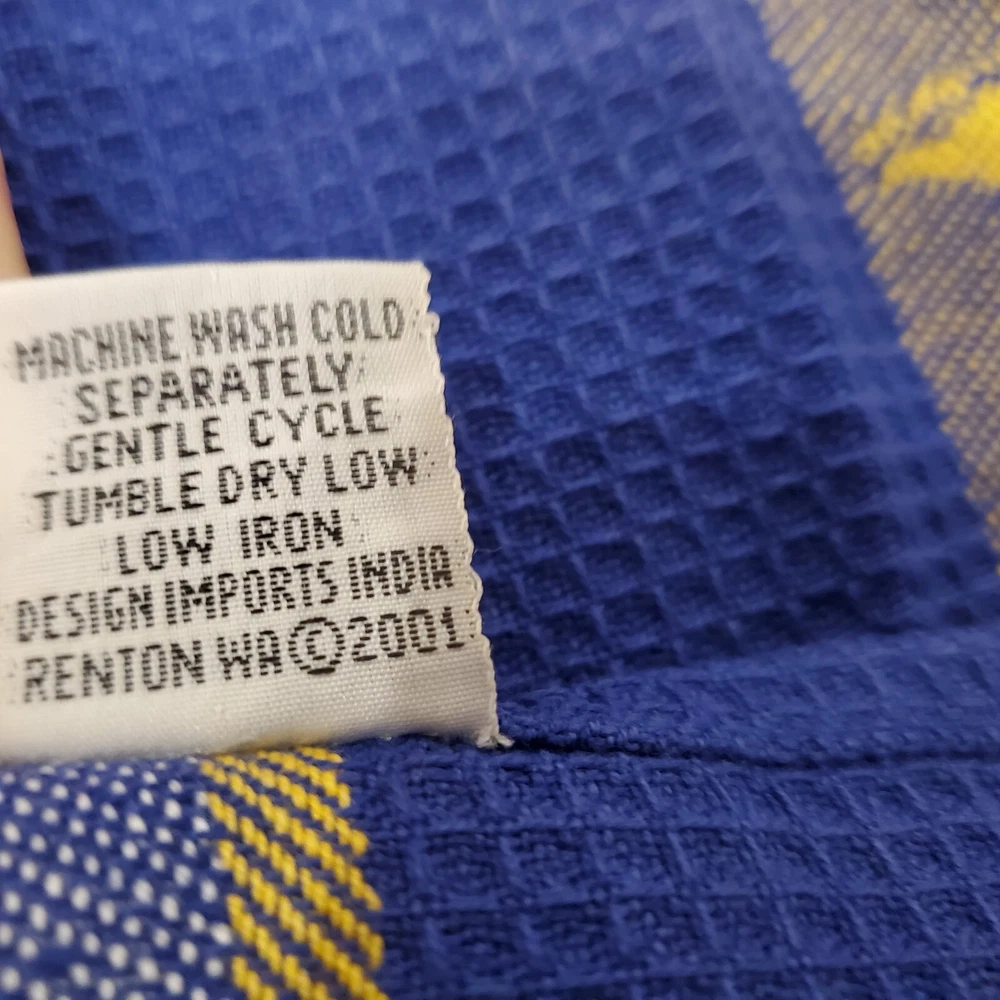 MACHINE WASH COLD
SEPARATELY
GENTLE CYCLE
TUMBLE DRY LOW
LOW IRON
DESIGN IMPORTS INDIA
RENTON WA©2001